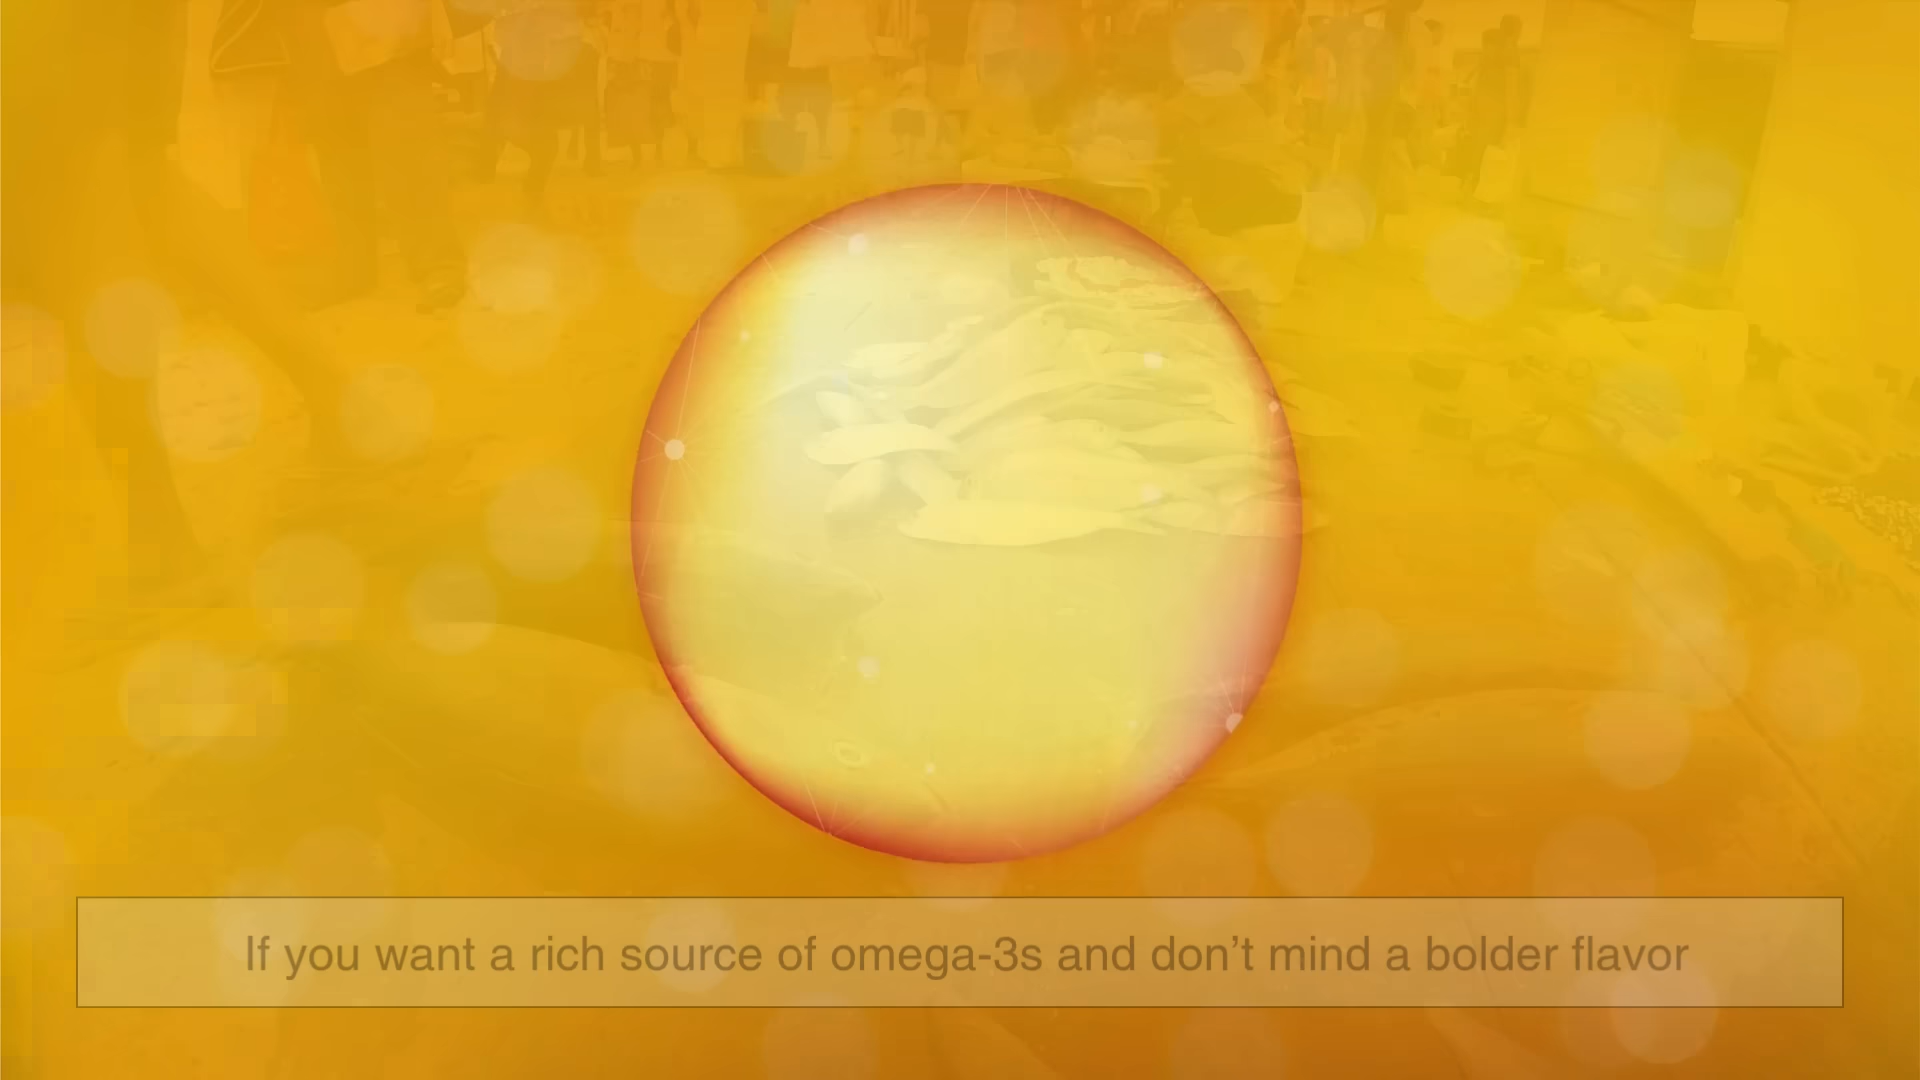 If you want a rich source of omega-3s and don’t mind a bolder flavor